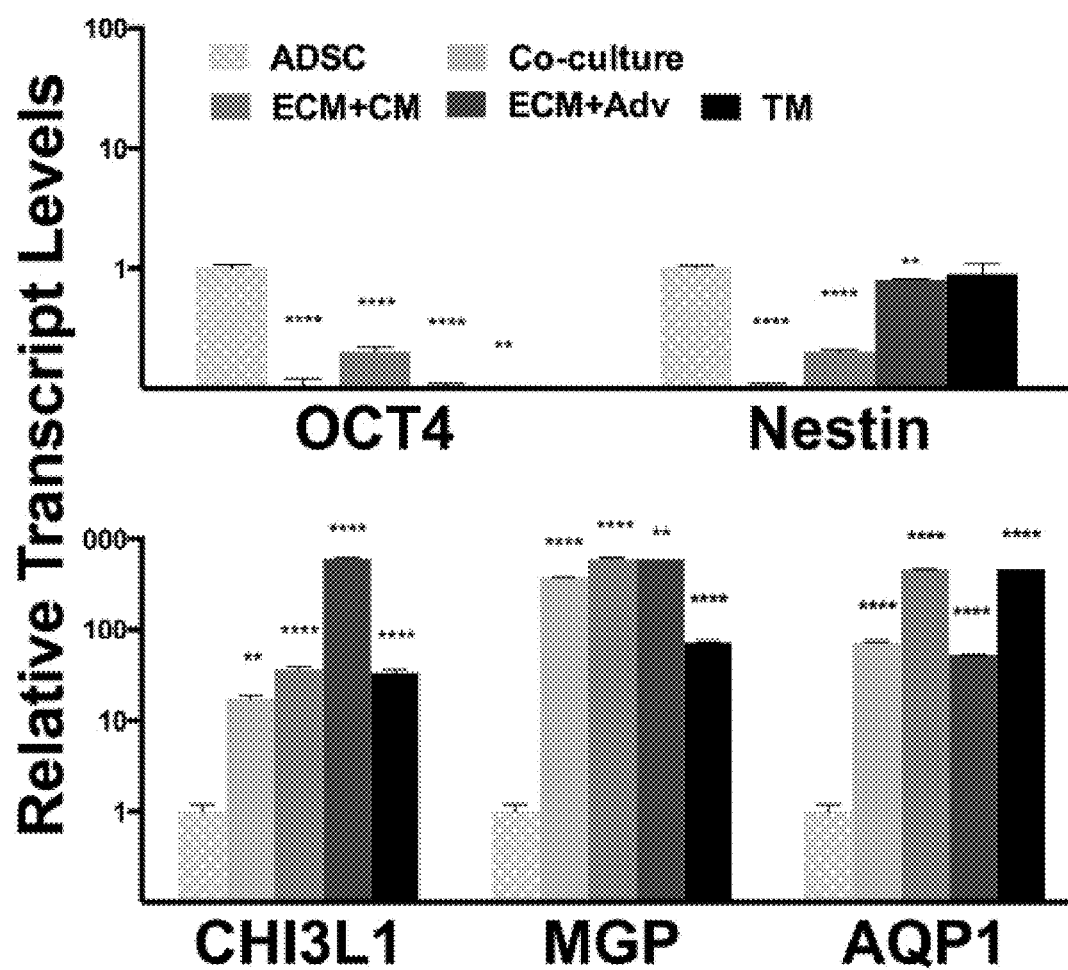 Relative Transcript Levels
100
ADSC Co-culture
ECM+CM ECM+Adv TM
10
1
**** **** **** **
**** **** **
OCT4 Nestin
000
100
10
1
** **** **** ****
**** **** ** ****
**** **** **** ****
CHI3L1 MGP AQP1